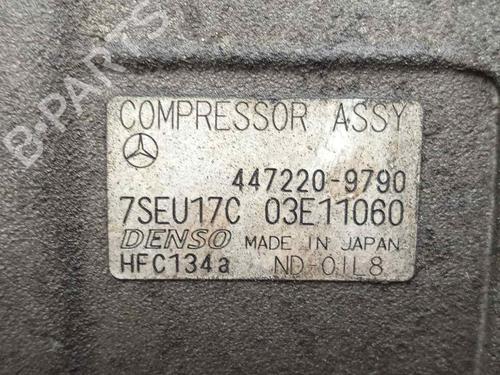 B-PARTS
COMPRESSOR ASSY
447220-9790
7SEU17C 03E11060
DENSO MADE IN JAPAN
HFC134a ND-OIL8